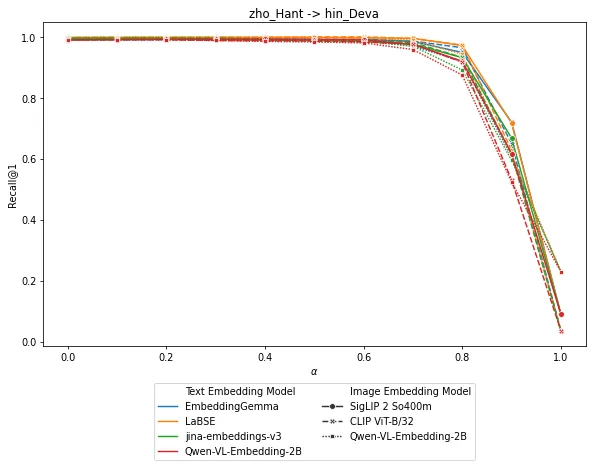 zho_Hant -> hin_Deva
1.0
0.8
0.6
0.4
0.2
0.0
Recall@1
0.0 0.2 0.4 0.6 0.8 1.0
α
Text Embedding Model
EmbeddingGemma
LaBSE
jina-embeddings-v3
Qwen-VL-Embedding-2B
Image Embedding Model
SigLIP 2 So400m
CLIP ViT-B/32
Qwen-VL-Embedding-2B